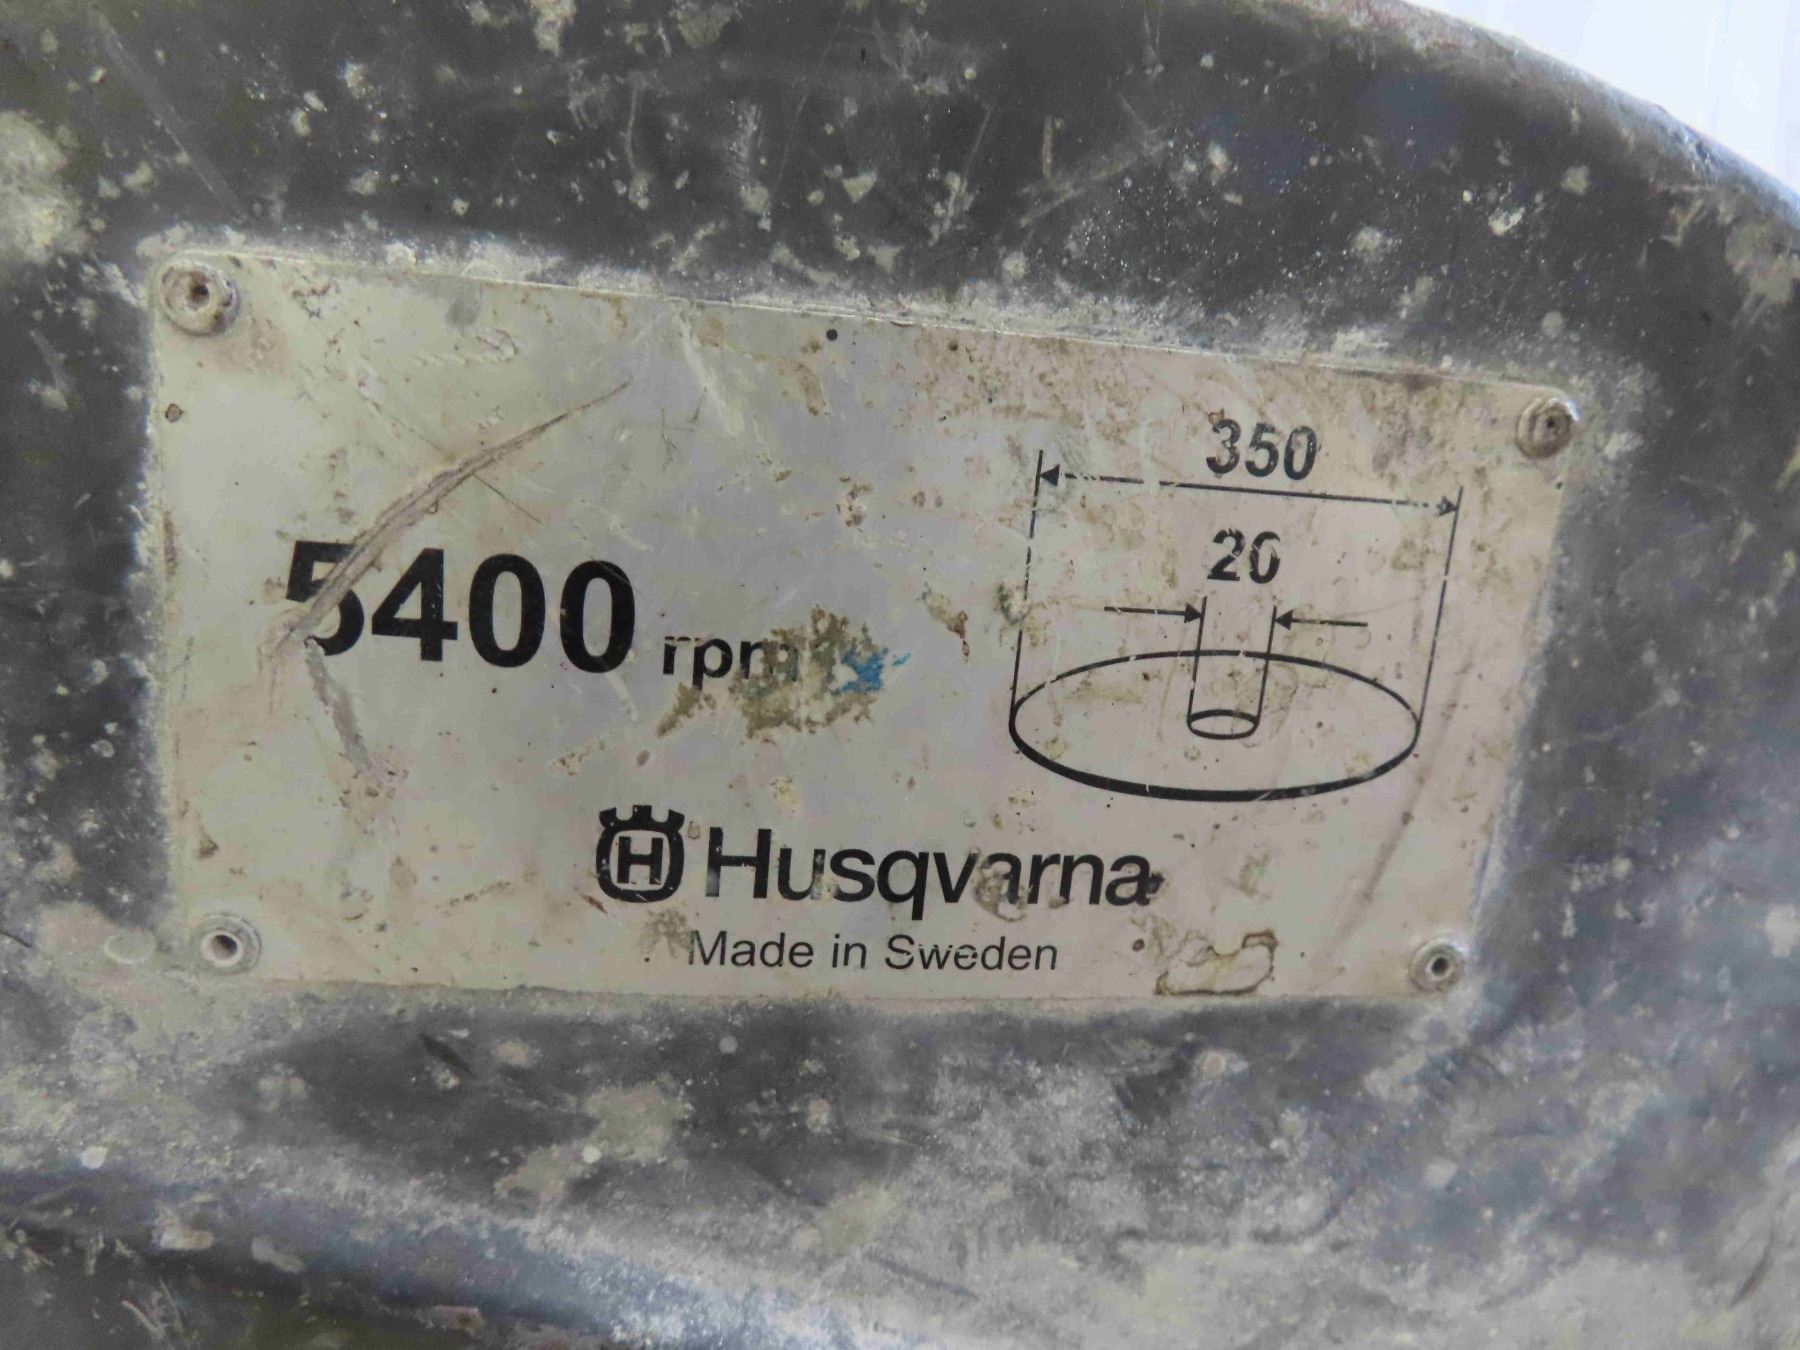 350
20
5400 rpm
H Husqvarna
Made in Sweden